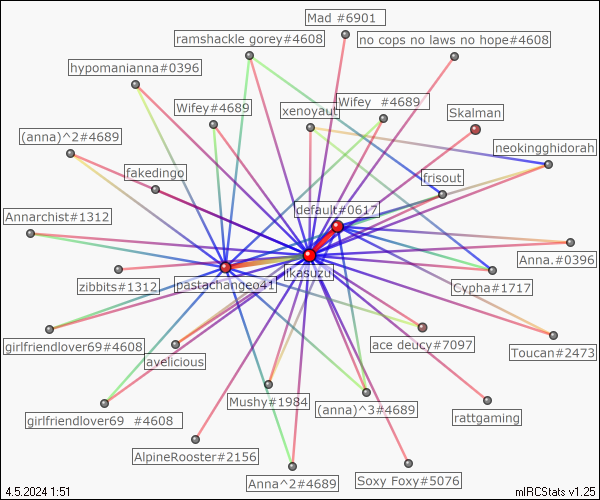 Mad #6901
ramshackle gorey#4608
no cops no laws no hope#4608
hypomanianna#0396
Wifey#4689
xenoyaut
Wifey #4689
Skalman
(anna)^2#4689
neokingghidorah
fakedingo
frisout
default#0617
Annarchist#1312
Anna.#0396
ikasuzu
zibbits#1312
pastachangeo41
Cypha#1717
girlfriendlover69#4608
avelicious
ace deucy#7097
Toucan#2473
Mushy#1984
(anna)^3#4689
girlfriendlover69 #4608
rattgaming
AlpineRooster#2156
Anna^2#4689
Soxy Foxy#5076
4.5.2024 1:51
mIRCStats v1.25